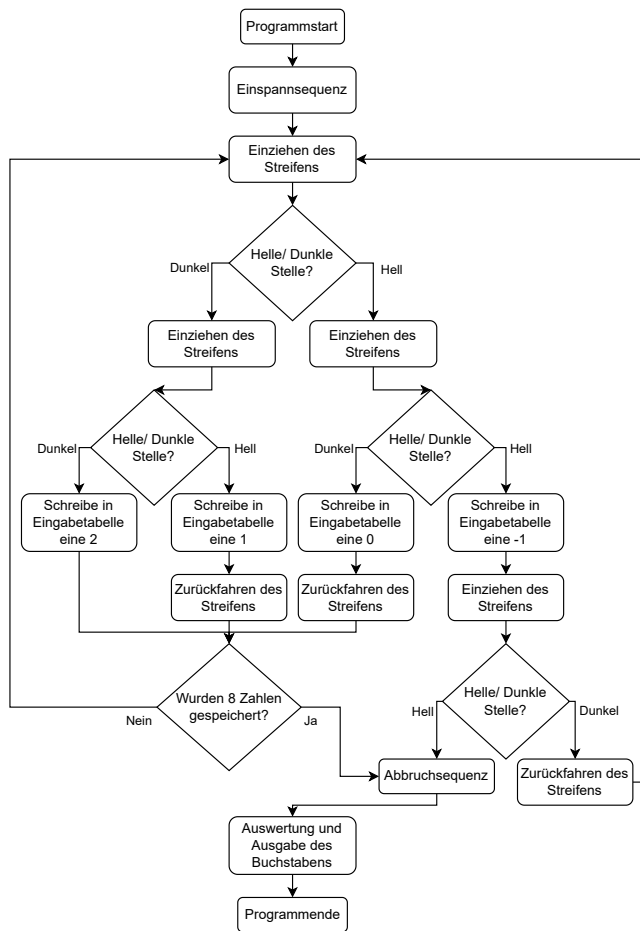 Programmstart
Einspannsequenz
Einziehen des
Streifens
Helle/ Dunkle
Stelle?
Dunkel
Hell
Einziehen des
Streifens
Einziehen des
Streifens
Helle/ Dunkle
Stelle?
Dunkel
Hell
Helle/ Dunkle
Stelle?
Dunkel
Hell
Schreibe in
Eingabetabelle
eine 2
Schreibe in
Eingabetabelle
eine 1
Schreibe in
Eingabetabelle
eine 0
Schreibe in
Eingabetabelle
eine -1
Zurückfahren des
Streifens
Zurückfahren des
Streifens
Einziehen des
Streifens
Wurden 8 Zahlen
gespeichert?
Nein
Ja
Helle/ Dunkle
Stelle?
Hell
Dunkel
Abbruchsequenz
Zurückfahren des
Streifens
Auswertung und
Ausgabe des
Buchstabens
Programmende